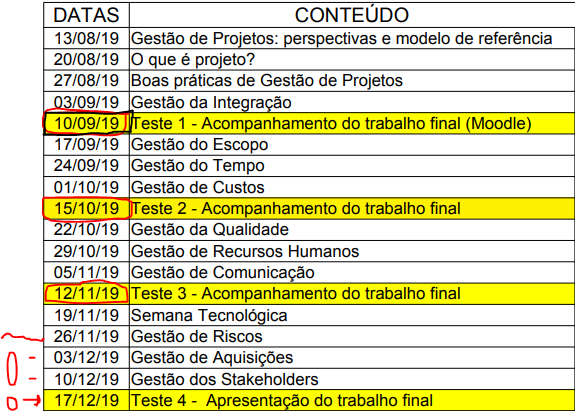 DATAS CONTEÚDO
13/08/19 Gestão de Projetos: perspectivas e modelo de referência
20/08/19 O que é projeto?
27/08/19 Boas práticas de Gestão de Projetos
03/09/19 Gestão da Integração
10/09/19 Teste 1 - Acompanhamento do trabalho final (Moodle)
17/09/19 Gestão do Escopo
24/09/19 Gestão do Tempo
01/10/19 Gestão de Custos
15/10/19 Teste 2 - Acompanhamento do trabalho final
22/10/19 Gestão da Qualidade
29/10/19 Gestão de Recursos Humanos
05/11/19 Gestão de Comunicação
12/11/19 Teste 3 - Acompanhamento do trabalho final
19/11/19 Semana Tecnológica
26/11/19 Gestão de Riscos
03/12/19 Gestão de Aquisições
10/12/19 Gestão dos Stakeholders
17/12/19 Teste 4 - Apresentação do trabalho final